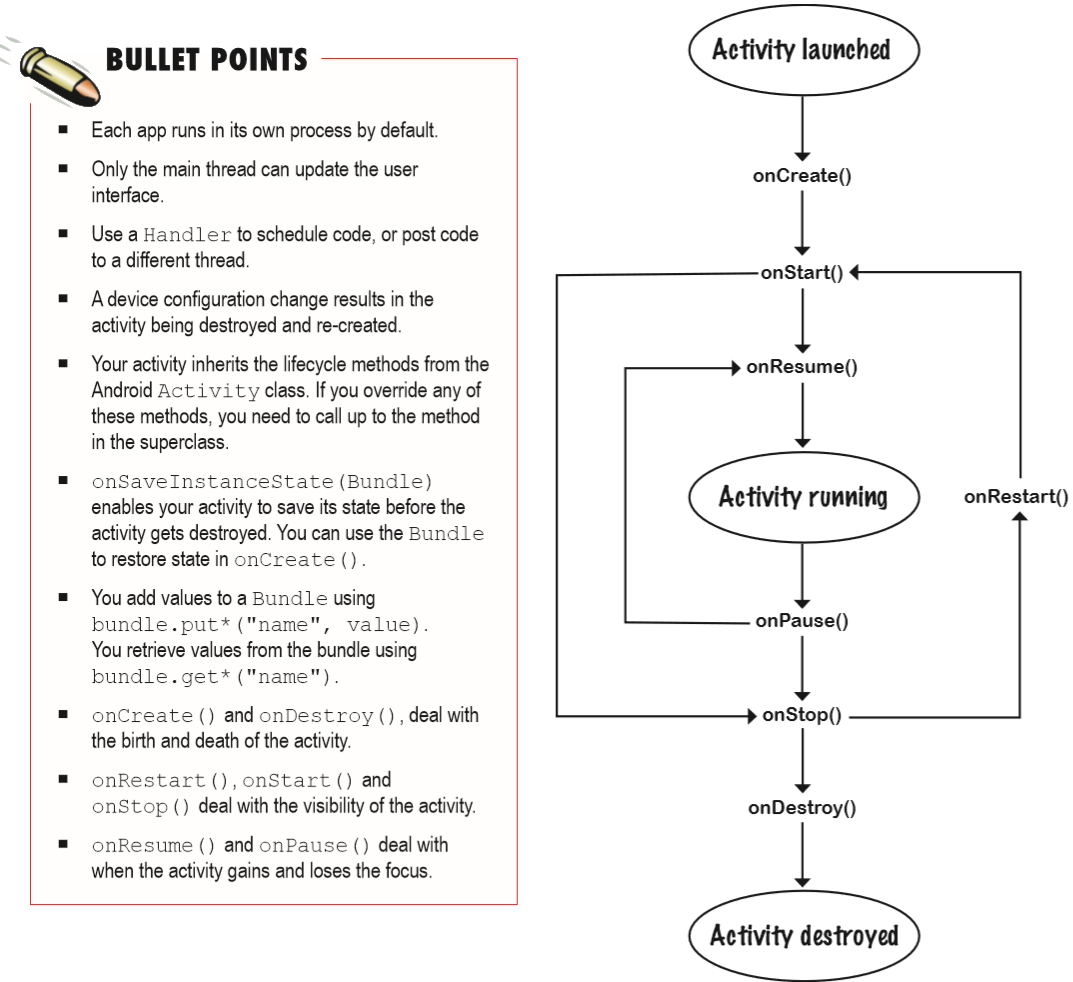 BULLET POINTS
Each app runs in its own process by default.
Only the main thread can update the user
interface.
Use a Handler to schedule code, or post code
to a different thread.
A device configuration change results in the
activity being destroyed and re-created.
Your activity inherits the lifecycle methods from the
Android Activity class. If you override any of
these methods, you need to call up to the method
in the superclass.
onSaveInstanceState(Bundle)
enables your activity to save its state before the
activity gets destroyed. You can use the Bundle
to restore state in onCreate().
You add values to a Bundle using
bundle.put*("name", value).
You retrieve values from the bundle using
bundle.get*("name").
onCreate() and onDestroy(), deal with
the birth and death of the activity.
onRestart(), onStart() and
onStop() deal with the visibility of the activity.
onResume() and onPause() deal with
when the activity gains and loses the focus.
Activity launched
onCreate()
onStart()
onResume()
Activity running
onRestart()
onPause()
onStop()
onDestroy()
Activity destroyed